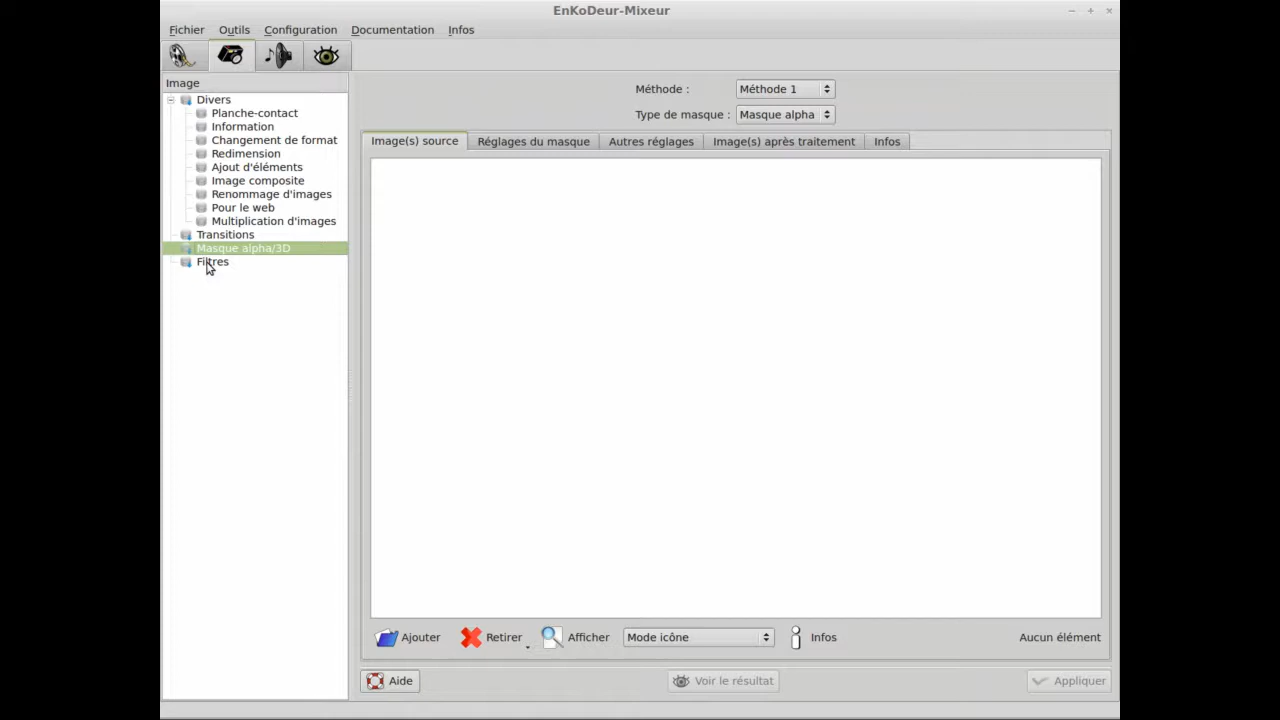 EnKoDeur-Mixeur
Fichier Outils Configuration Documentation Infos
Image
Divers
Planche-contact
Information
Changement de format
Redimension
Ajout d'éléments
Image composite
Renommage d'images
Pour le web
Multiplication d'images
Transitions
Masque alpha/3D
Filtres
Méthode : Méthode 1
Type de masque : Masque alpha
Image(s) source Réglages du masque Autres réglages Image(s) après traitement Infos
Ajouter Retirer Afficher Mode icône Infos Aucun élément
Aide Voir le résultat Appliquer